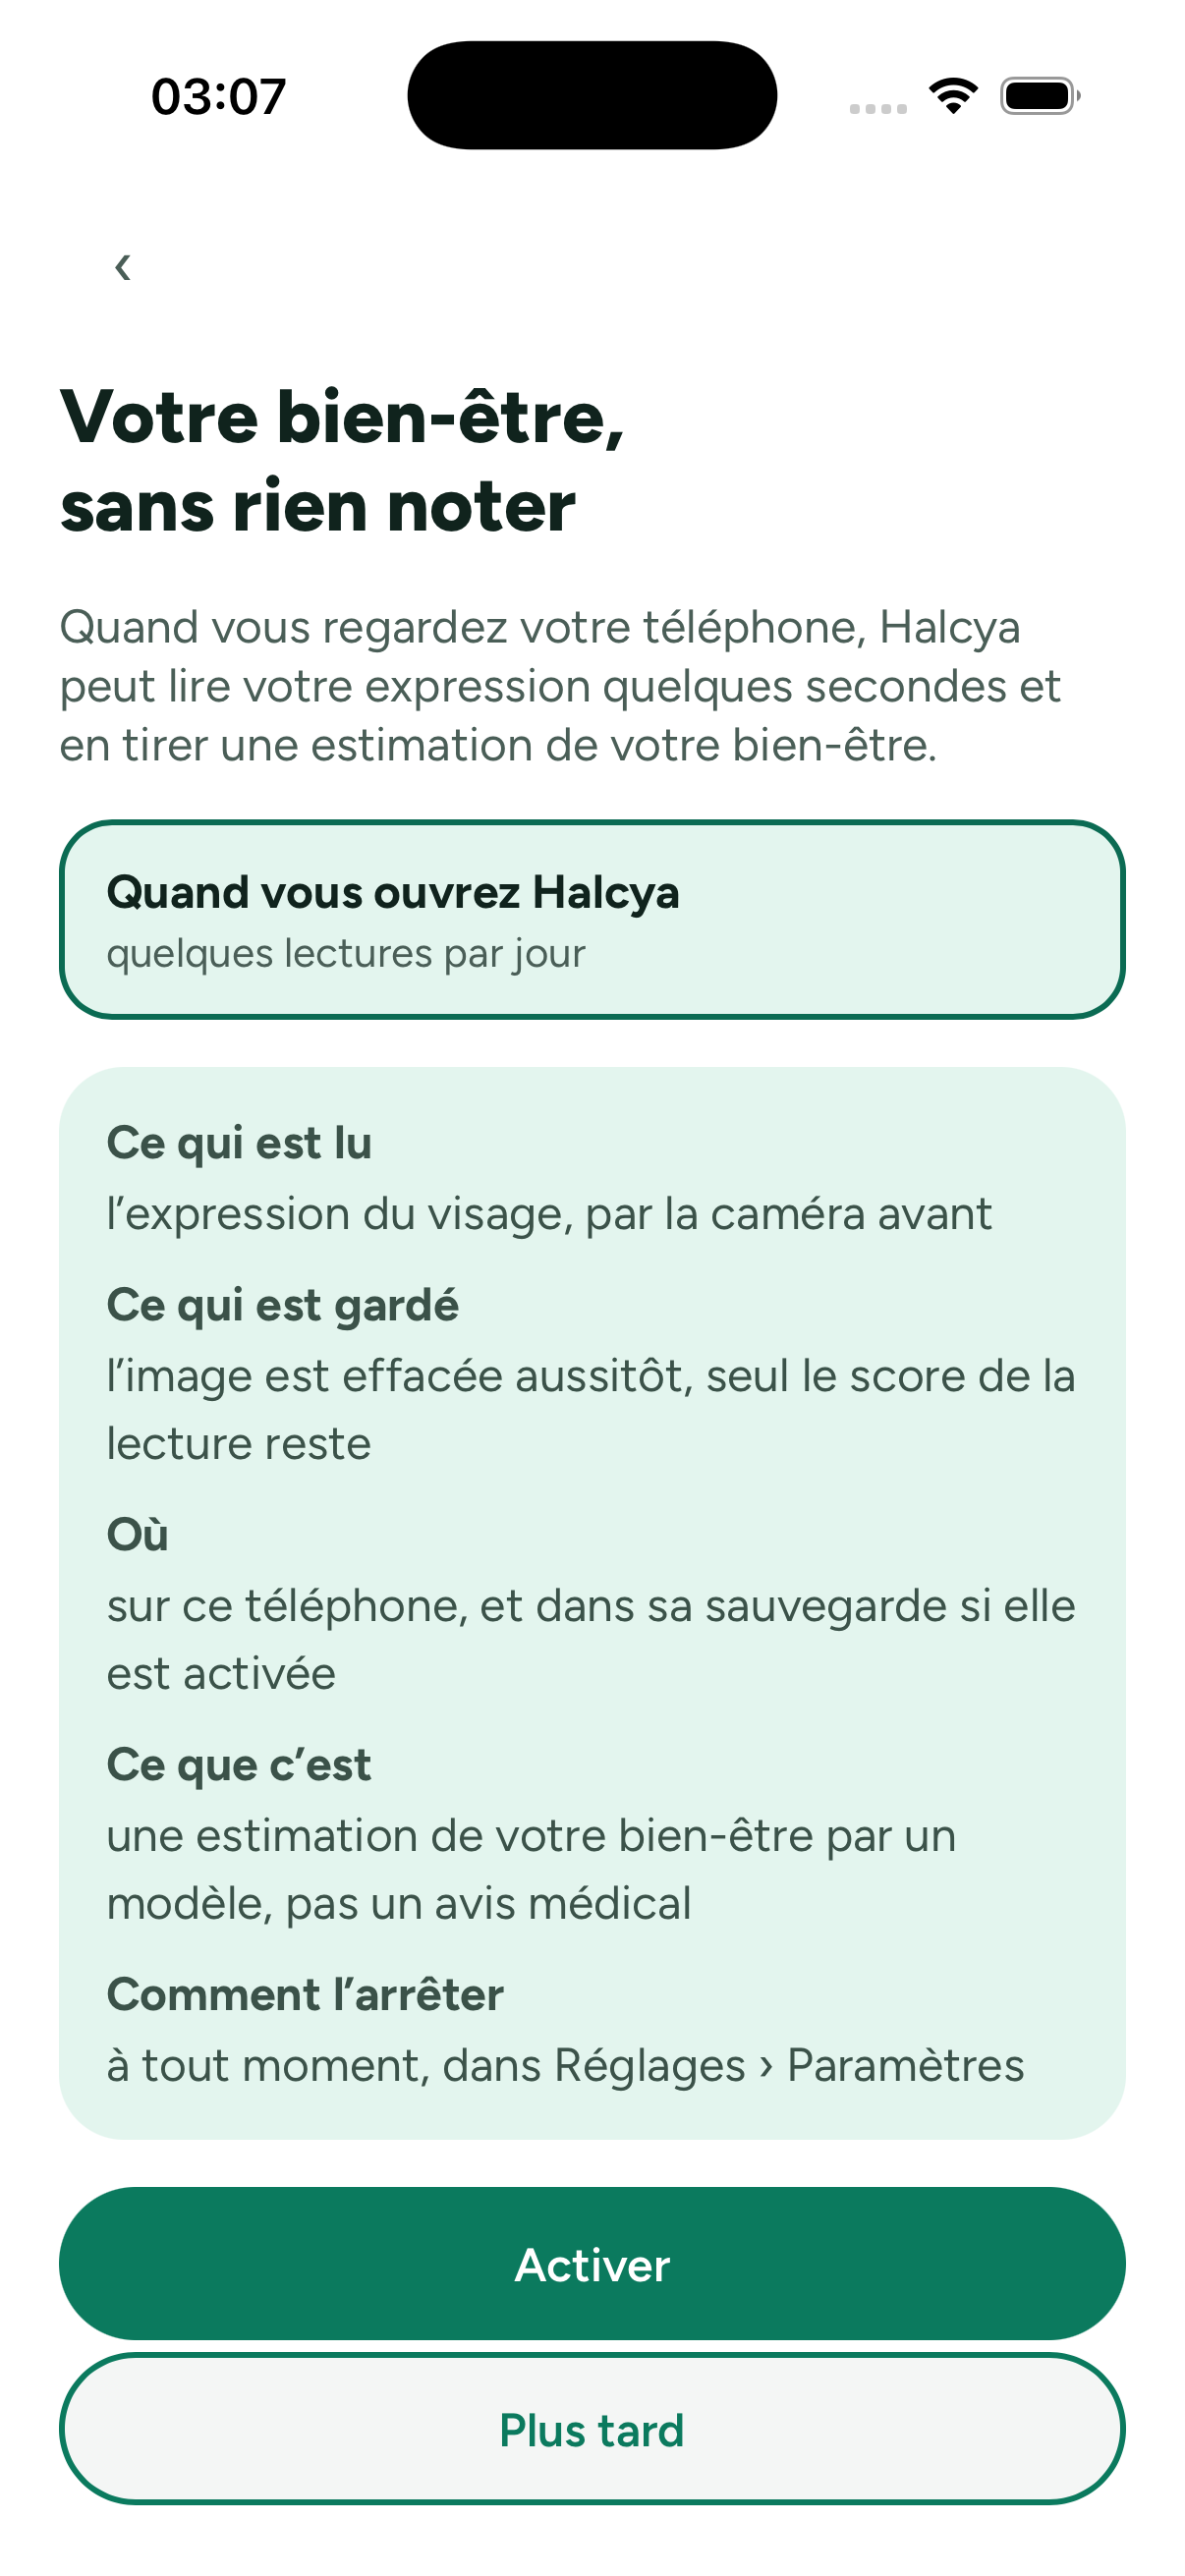 03:07
‹
Votre bien-être,
sans rien noter
Quand vous regardez votre téléphone, Halcya
peut lire votre expression quelques secondes et
en tirer une estimation de votre bien-être.
Quand vous ouvrez Halcya
quelques lectures par jour
Ce qui est lu
l’expression du visage, par la caméra avant
Ce qui est gardé
l’image est effacée aussitôt, seul le score de la
lecture reste
Où
sur ce téléphone, et dans sa sauvegarde si elle
est activée
Ce que c’est
une estimation de votre bien-être par un
modèle, pas un avis médical
Comment l’arrêter
à tout moment, dans Réglages › Paramètres
Activer
Plus tard